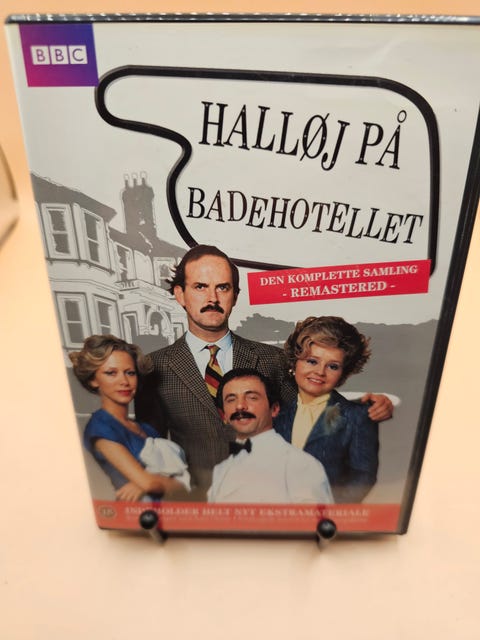 BBC
HALLØJ PÅ
BADEHOTELLET
DEN KOMPLETTE SAMLING
- REMASTERED -
INDEHOLDER HELT NYT EKSTRAMATERIALE